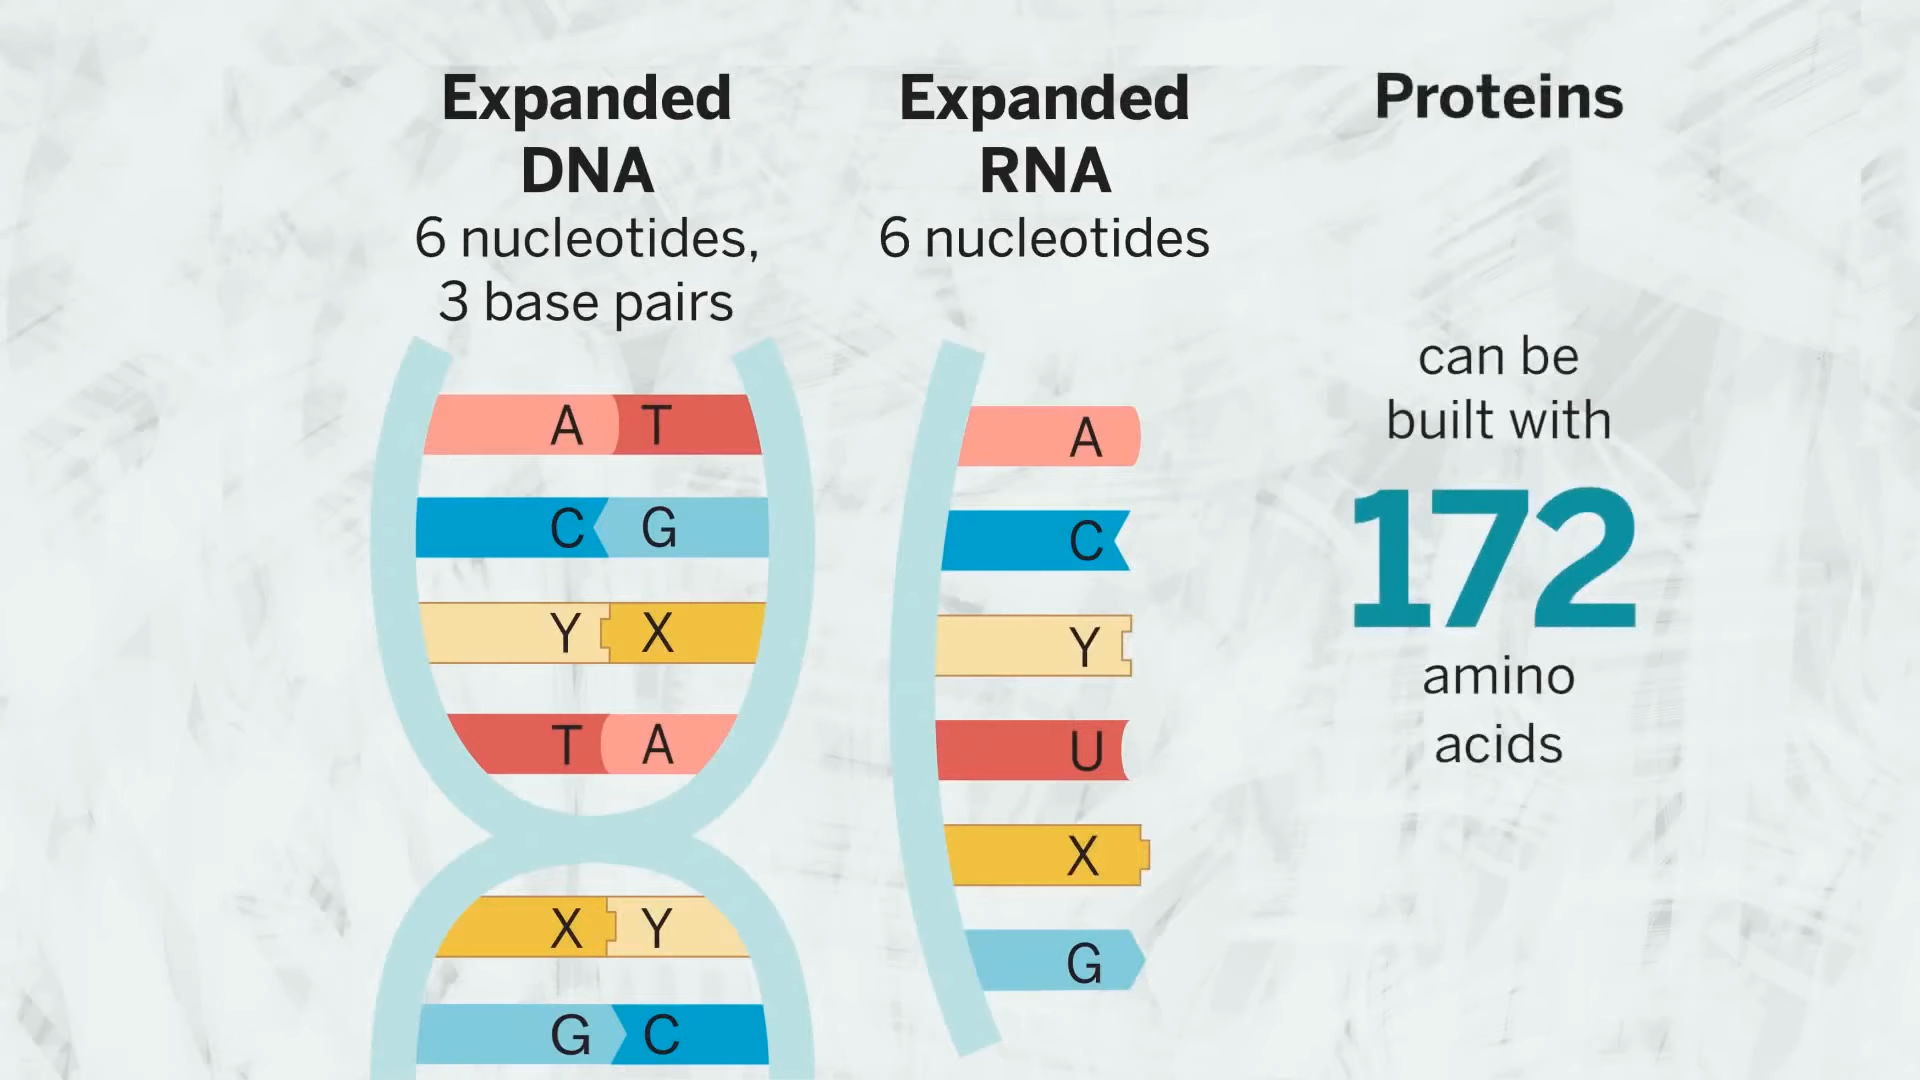 Expanded
DNA
6 nucleotides,
3 base pairs
A T
C G
Y X
T A
X Y
G C
Expanded
RNA
6 nucleotides
A
C
Y
U
X
G
Proteins
can be
built with
172
amino
acids